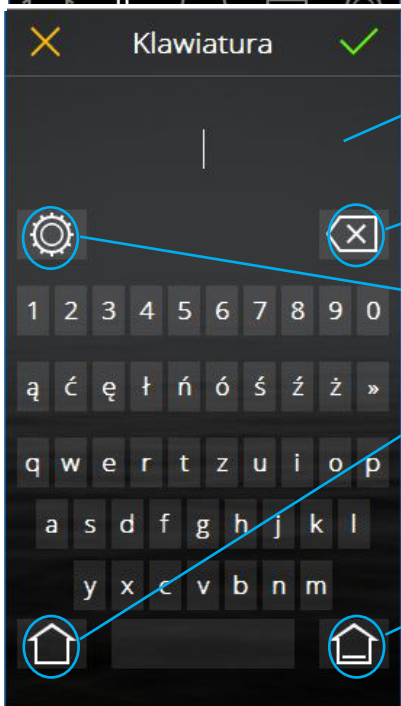 Klawiatura
1 2 3 4 5 6 7 8 9 0
ą ć ę ł ń ó ś ź ż »
q w e r t z u i o p
a s d f g h j k l
y x c v b n m